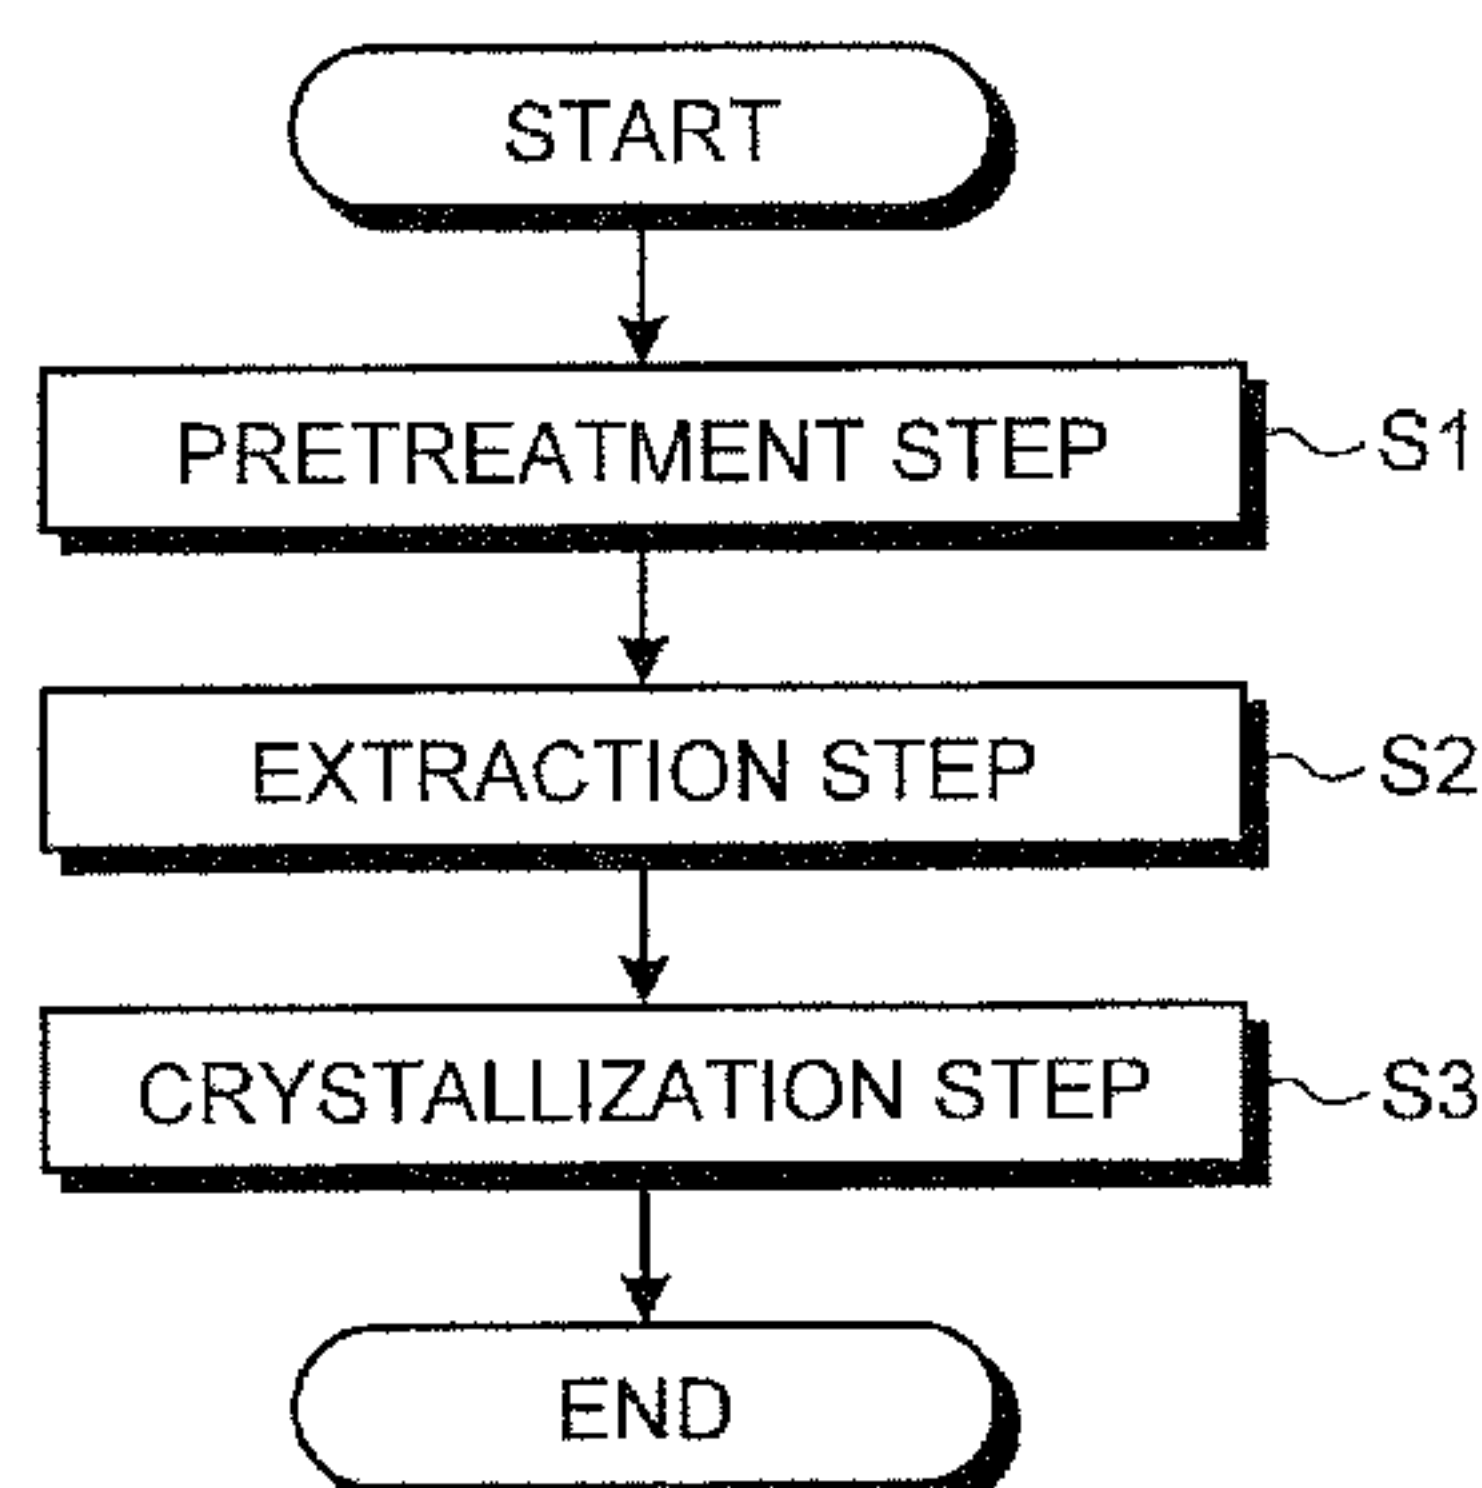 START
PRETREATMENT STEP S1
EXTRACTION STEP S2
CRYSTALLIZATION STEP S3
END